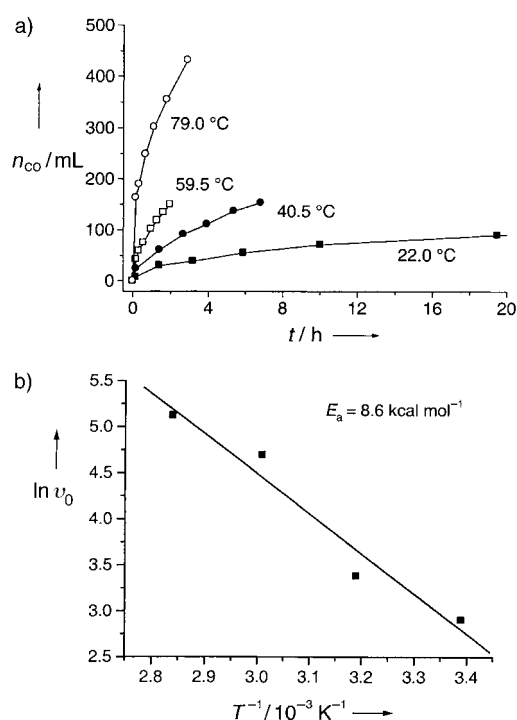 a)
500
400
300
200
100
0
n_CO / mL
79.0 °C
59.5 °C
40.5 °C
22.0 °C
0 4 8 12 16 20
t / h
b)
5.5
5.0
4.5
4.0
3.5
3.0
2.5
ln υ₀
Eₐ = 8.6 kcal mol⁻¹
2.8 2.9 3.0 3.1 3.2 3.3 3.4
T⁻¹ / 10⁻³ K⁻¹